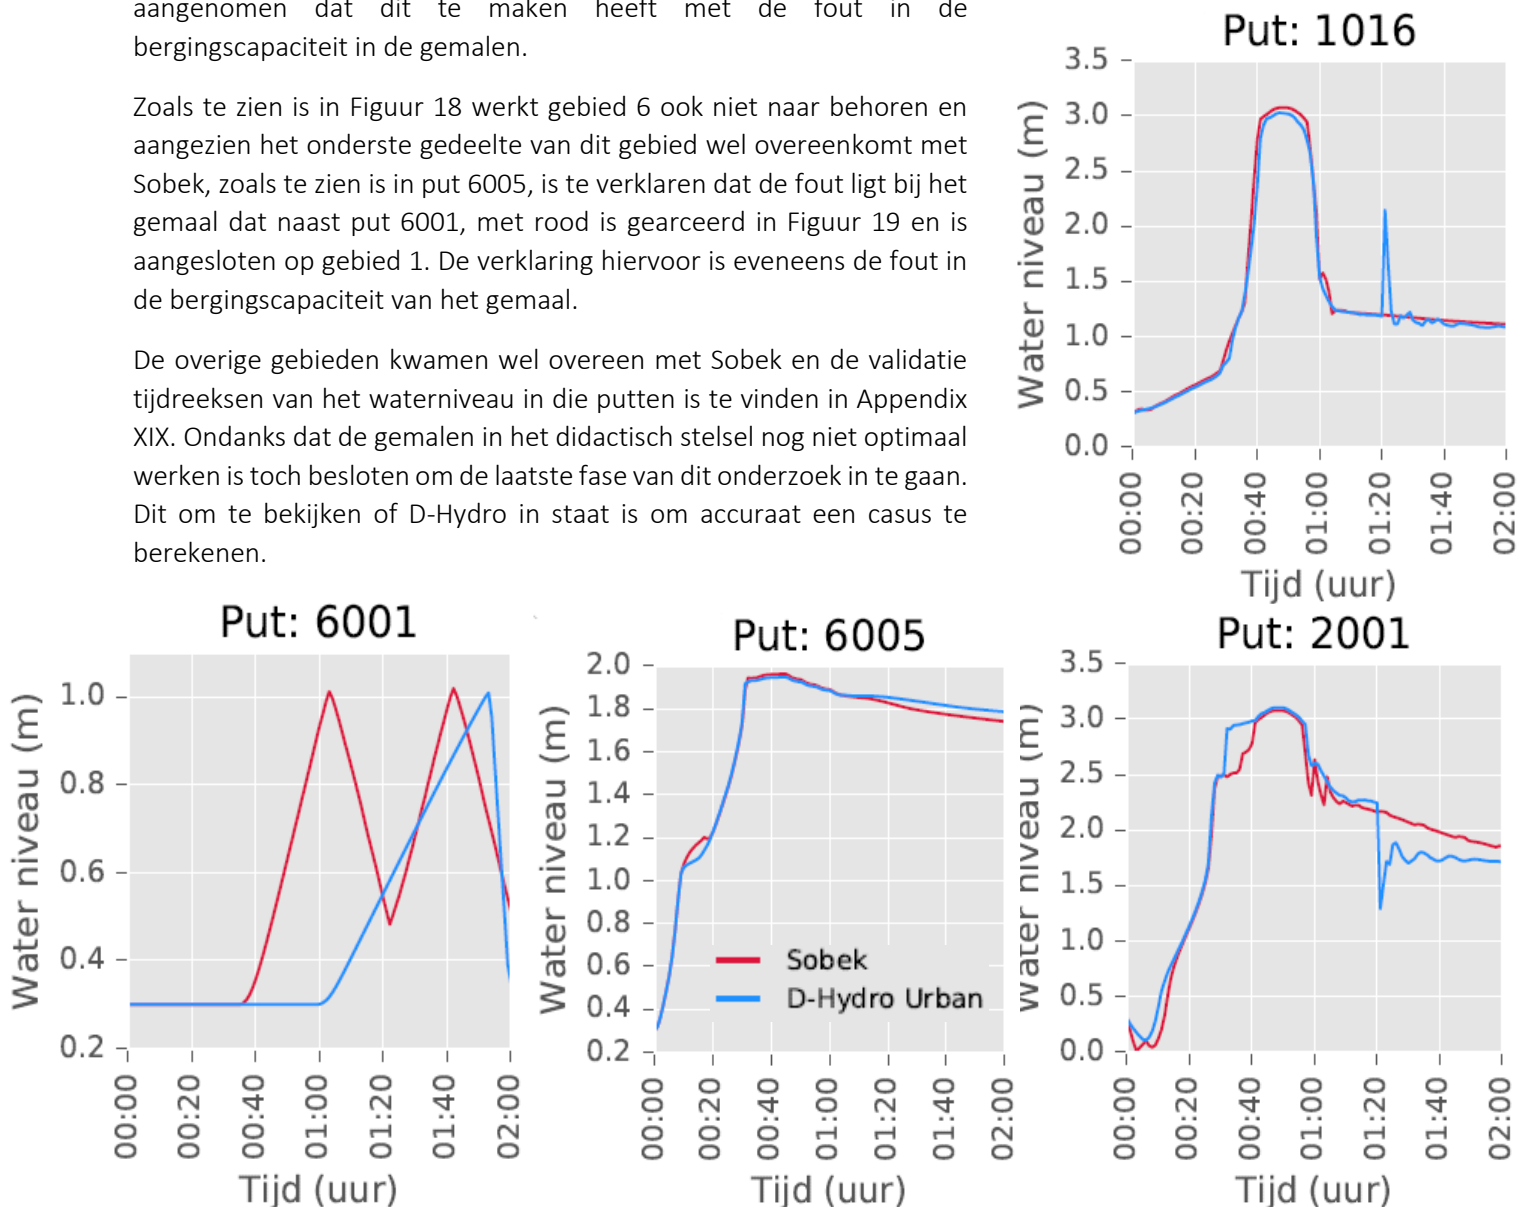 aangenomen dat dit te maken heeft met de fout in de
bergingscapaciteit in de gemalen.
Zoals te zien is in Figuur 18 werkt gebied 6 ook niet naar behoren en
aangezien het onderste gedeelte van dit gebied wel overeenkomt met
Sobek, zoals te zien is in put 6005, is te verklaren dat de fout ligt bij het
gemaal dat naast put 6001, met rood is gearceerd in Figuur 19 en is
aangesloten op gebied 1. De verklaring hiervoor is eveneens de fout in
de bergingscapaciteit van het gemaal.
De overige gebieden kwamen wel overeen met Sobek en de validatie
tijdreeksen van het waterniveau in die putten is te vinden in Appendix
XIX. Ondanks dat de gemalen in het didactisch stelsel nog niet optimaal
werken is toch besloten om de laatste fase van dit onderzoek in te gaan.
Dit om te bekijken of D-Hydro in staat is om accuraat een casus te
berekenen.
Put: 1016
Water niveau (m)
3.5
3.0
2.5
2.0
1.5
1.0
0.5
0.0
00:00
00:20
00:40
01:00
01:20
01:40
02:00
Tijd (uur)
Put: 6001
Water niveau (m)
1.0
0.8
0.6
0.4
0.2
00:00
00:20
00:40
01:00
01:20
01:40
02:00
Tijd (uur)
Put: 6005
Water niveau (m)
2.0
1.8
1.6
1.4
1.2
1.0
0.8
0.6
0.4
0.2
Sobek
D-Hydro Urban
00:00
00:20
00:40
01:00
01:20
01:40
02:00
Tijd (uur)
Put: 2001
Water niveau (m)
3.5
3.0
2.5
2.0
1.5
1.0
0.5
0.0
00:00
00:20
00:40
01:00
01:20
01:40
02:00
Tijd (uur)